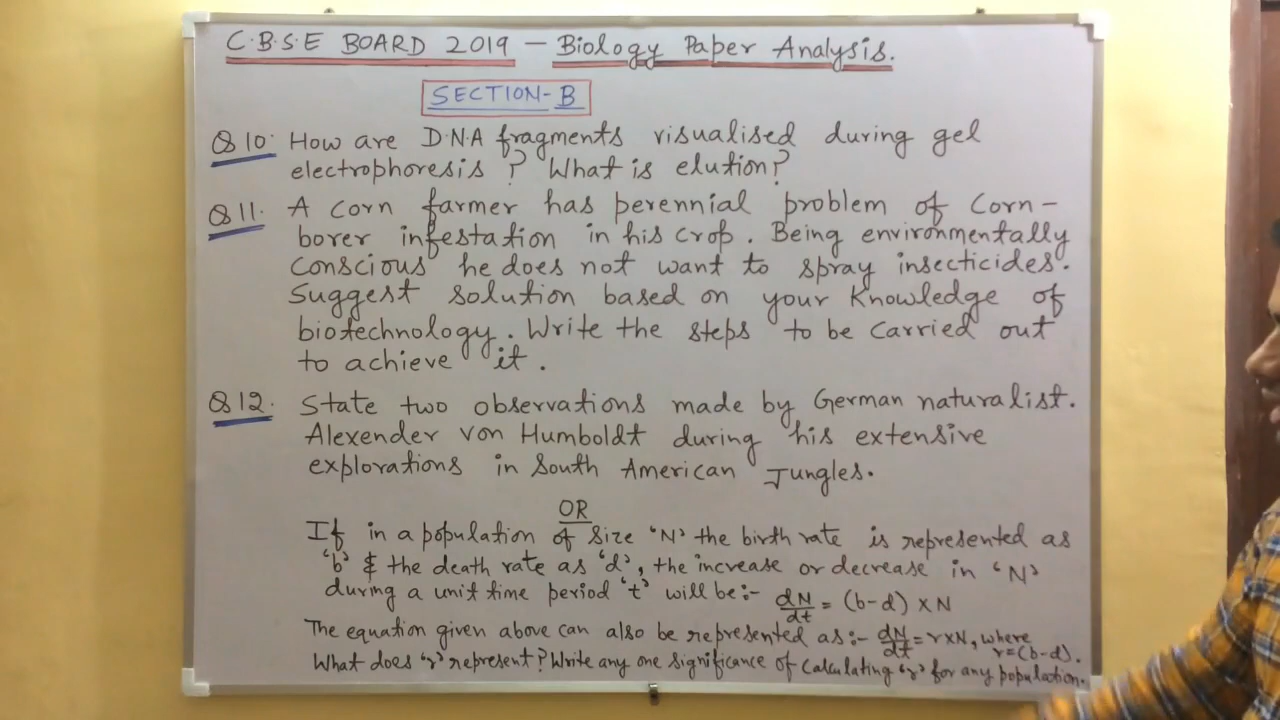 C.B.S.E BOARD 2019 - Biology Paper Analysis.
SECTION-B
Q 10. How are D.N.A fragments visualised during gel
electrophoresis? What is elution?
Q 11. A corn farmer has perennial problem of Corn-
borer infestation in his crop. Being environmentally
conscious he does not want to spray insecticides.
Suggest solution based on your Knowledge of
biotechnology. Write the steps to be carried out
to achieve it.
Q 12. State two observations made by German naturalist.
Alexender von Humboldt during his extensive
explorations in South American Jungles.
OR
If in a population of size 'N' the birth rate is represented as
'b' & the death rate as 'd', the increase or decrease in 'N'
during a unit time period 't' will be:- dN/dt = (b-d) × N
The equation given above can also be represented as:- dN/dt = r×N, where r=(b-d).
What does 'r' represent? Write any one significance of calculating 'r' for any population.